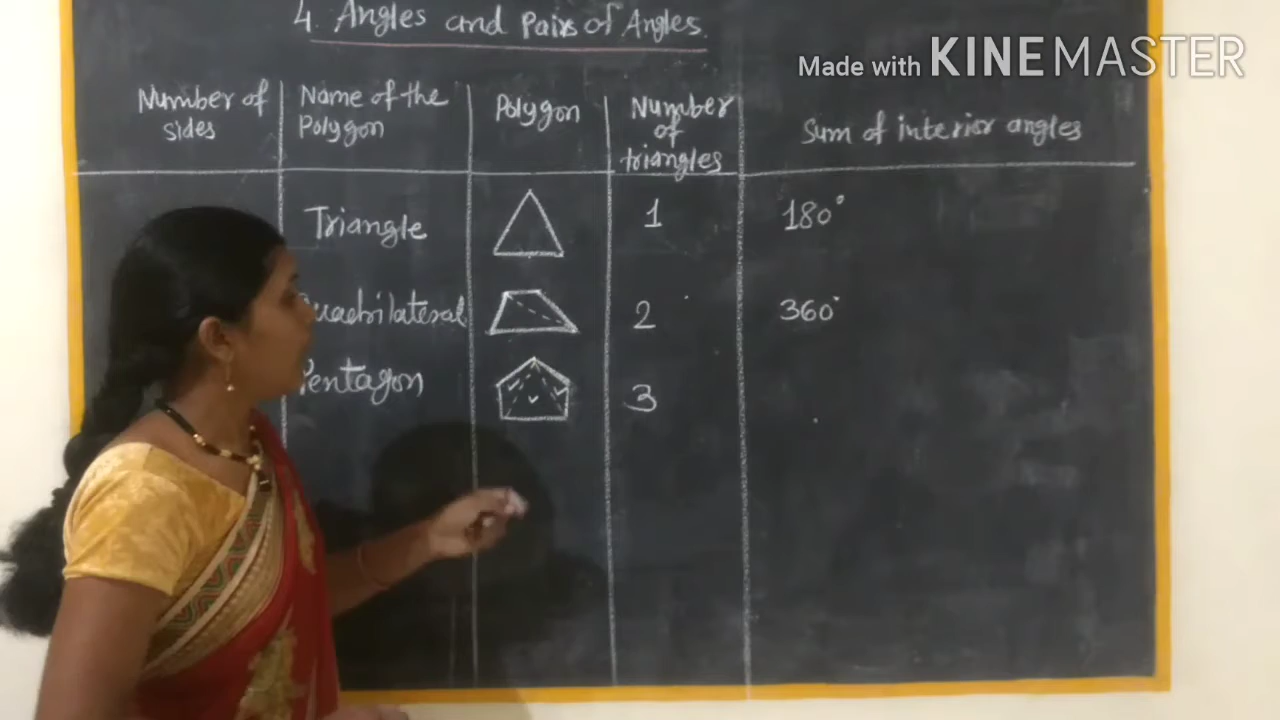 4. Angles and Pairs of Angles.
Made with KINEMASTER
Number of sides
Name of the Polygon
Polygon
Number of triangles
Sum of interior angles
Triangle
1
180°
2
360°
Pentagon
3